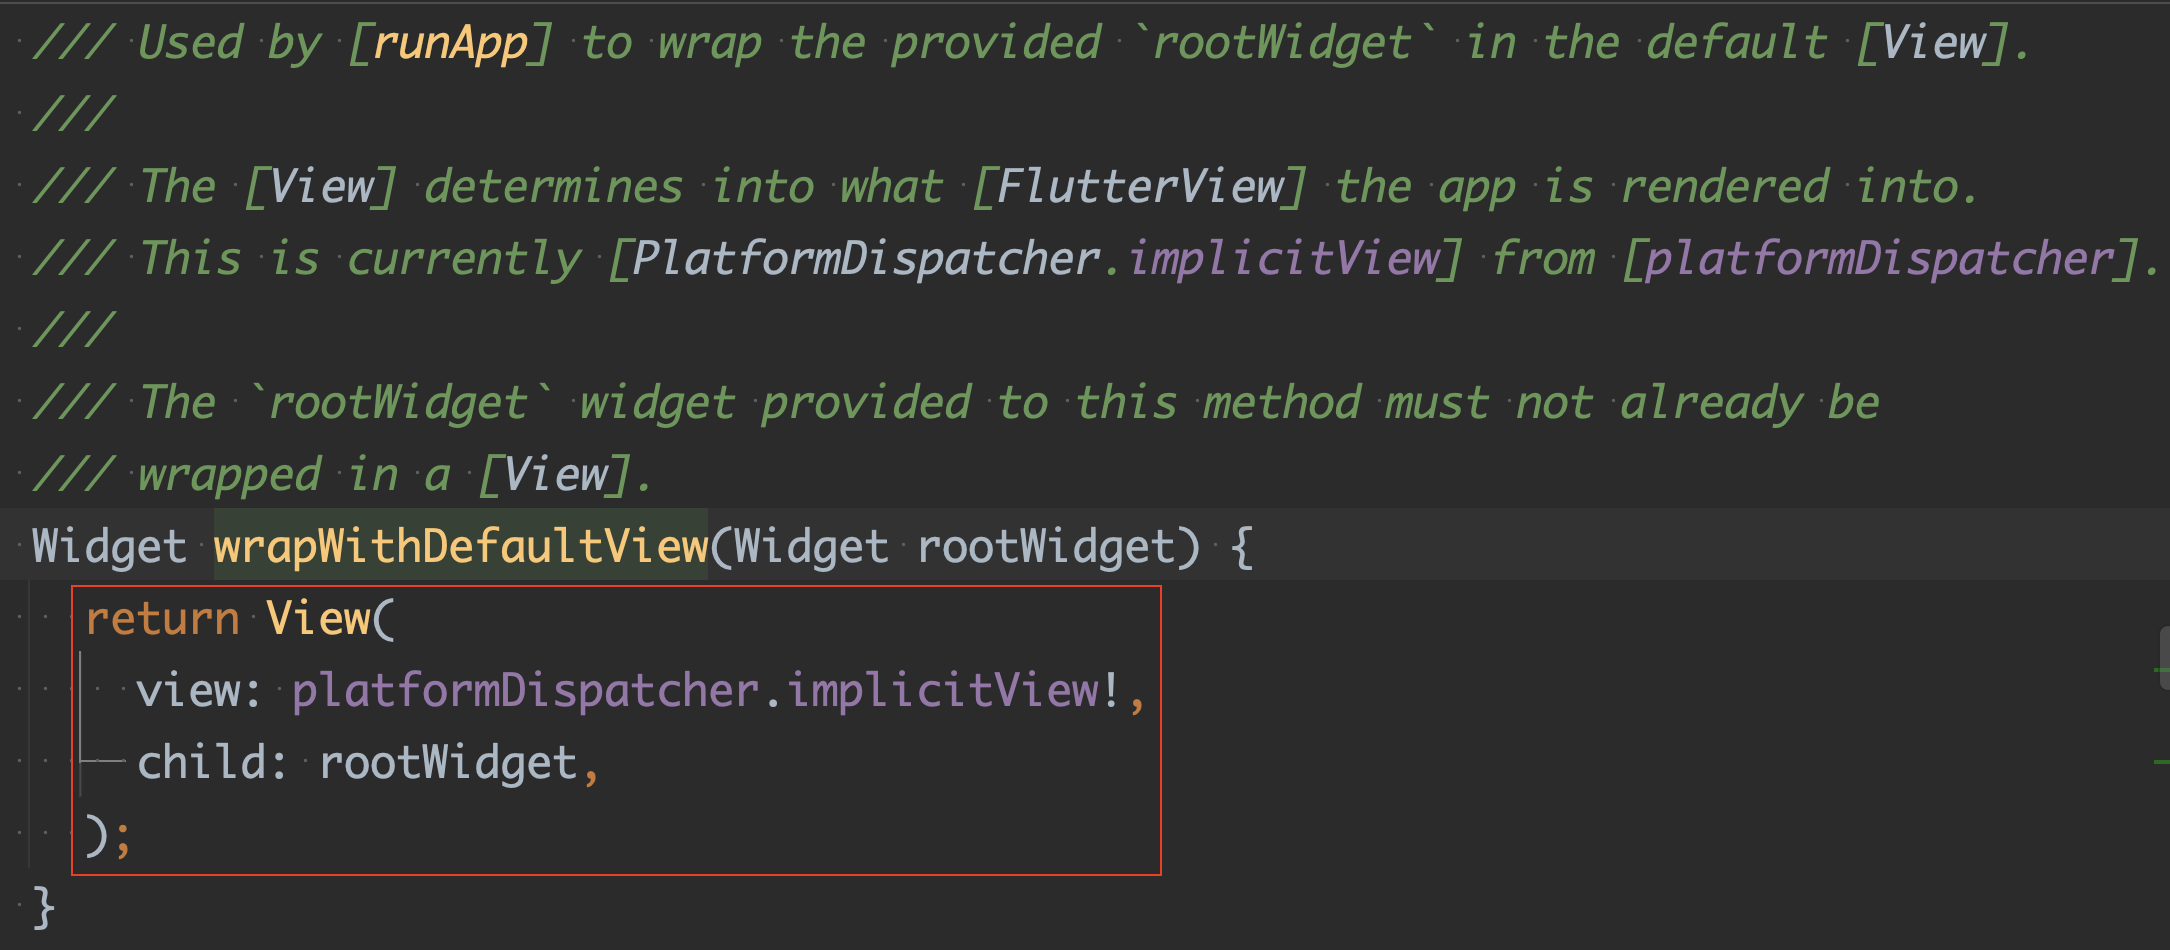 /// Used by [runApp] to wrap the provided `rootWidget` in the default [View].
///
/// The [View] determines into what [FlutterView] the app is rendered into.
/// This is currently [PlatformDispatcher.implicitView] from [platformDispatcher].
///
/// The `rootWidget` widget provided to this method must not already be
/// wrapped in a [View].
Widget wrapWithDefaultView(Widget rootWidget) {
return View(
view: platformDispatcher.implicitView!,
child: rootWidget,
);
}